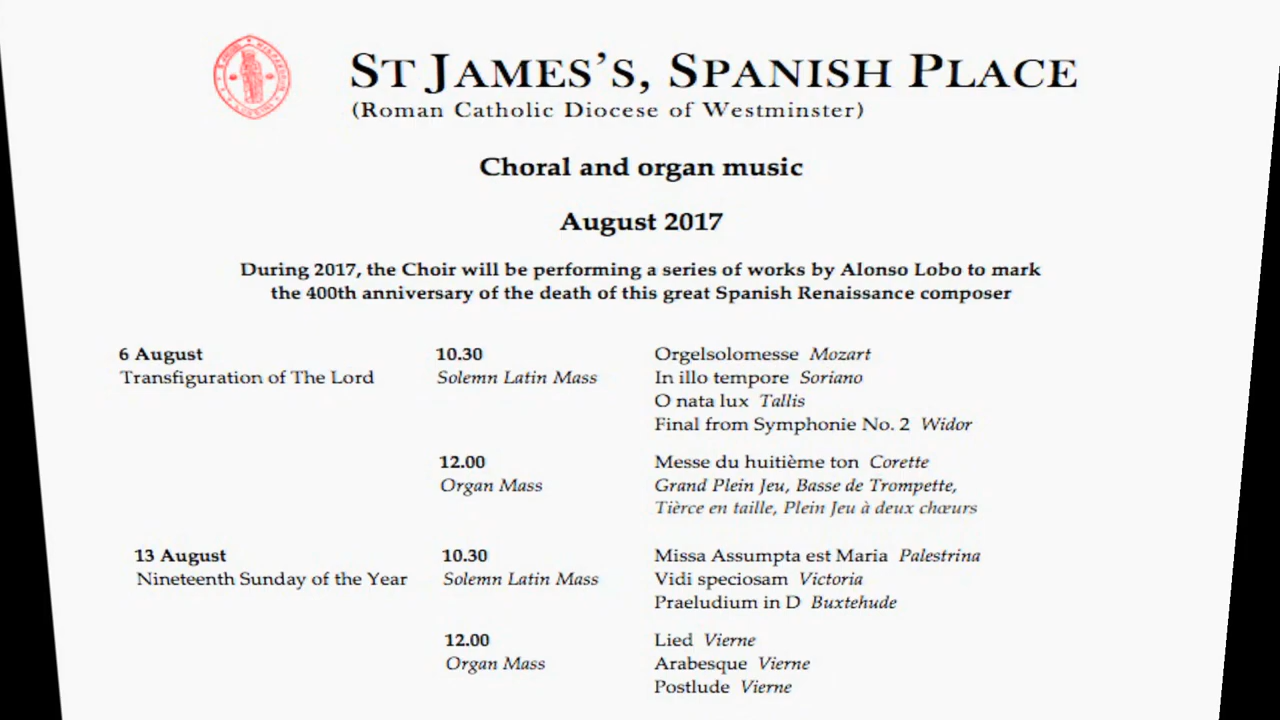 ST JAMES'S, SPANISH PLACE
(Roman Catholic Diocese of Westminster)
Choral and organ music
August 2017
During 2017, the Choir will be performing a series of works by Alonso Lobo to mark
the 400th anniversary of the death of this great Spanish Renaissance composer
6 August 10.30 Orgelsolomesse Mozart
Transfiguration of The Lord Solemn Latin Mass In illo tempore Soriano
O nata lux Tallis
Final from Symphonie No. 2 Widor
12.00 Messe du huitième ton Corette
Organ Mass Grand Plein Jeu, Basse de Trompette,
Tièrce en taille, Plein Jeu à deux chœurs
13 August 10.30 Missa Assumpta est Maria Palestrina
Nineteenth Sunday of the Year Solemn Latin Mass Vidi speciosam Victoria
Praeludium in D Buxtehude
12.00 Lied Vierne
Organ Mass Arabesque Vierne
Postlude Vierne